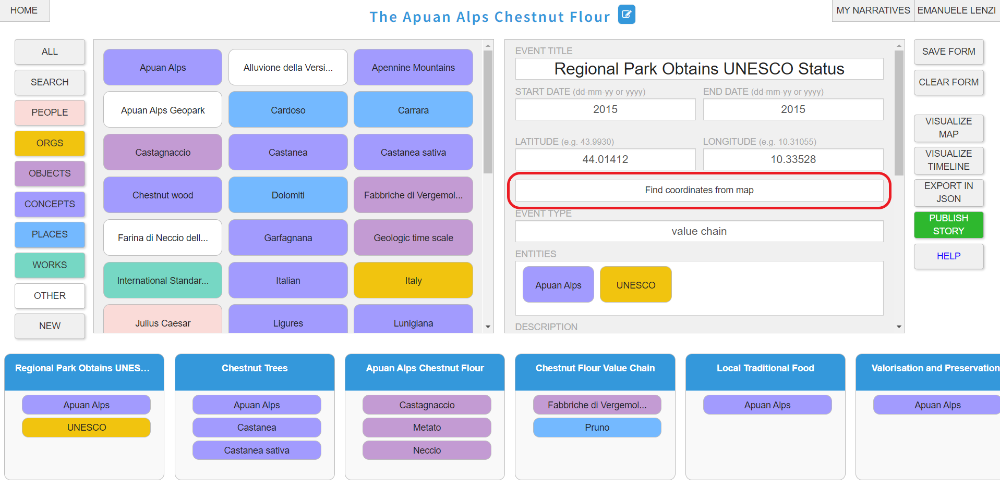 HOME
The Apuan Alps Chestnut Flour
MY NARRATIVES
EMANUELE LENZI
ALL
SEARCH
PEOPLE
ORGS
OBJECTS
CONCEPTS
PLACES
WORKS
OTHER
NEW
Apuan Alps
Alluvione della Versi...
Apennine Mountains
Apuan Alps Geopark
Cardoso
Carrara
Castagnaccio
Castanea
Castanea sativa
Chestnut wood
Dolomiti
Fabbriche di Vergemol...
Farina di Neccio dell...
Garfagnana
Geologic time scale
International Standar...
Italian
Italy
Julius Caesar
Ligures
Lunigiana
EVENT TITLE
Regional Park Obtains UNESCO Status
START DATE (dd-mm-yy or yyyy)
END DATE (dd-mm-yy or yyyy)
2015
2015
LATITUDE (e.g. 43.9930)
LONGITUDE (e.g. 10.31055)
44.01412
10.33528
Find coordinates from map
EVENT TYPE
value chain
ENTITIES
Apuan Alps
UNESCO
DESCRIPTION
SAVE FORM
CLEAR FORM
VISUALIZE
MAP
VISUALIZE
TIMELINE
EXPORT IN
JSON
PUBLISH
STORY
HELP
Regional Park Obtains UNES...
Apuan Alps
UNESCO
Chestnut Trees
Apuan Alps
Castanea
Castanea sativa
Apuan Alps Chestnut Flour
Castagnaccio
Metato
Neccio
Chestnut Flour Value Chain
Fabbriche di Vergemol...
Pruno
Local Traditional Food
Apuan Alps
Valorisation and Preservation
Apuan Alps